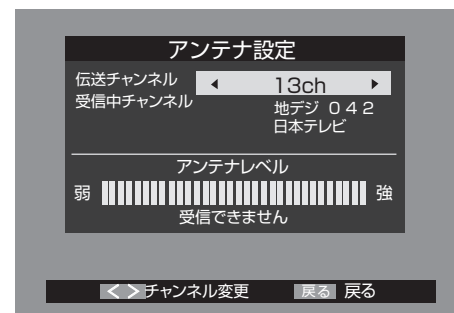 アンテナ設定
伝送チャンネル ◀ 13ch ▶
受信中チャンネル 地デジ 042
日本テレビ
アンテナレベル
弱 強
受信できません
<>チャンネル変更 戻る 戻る